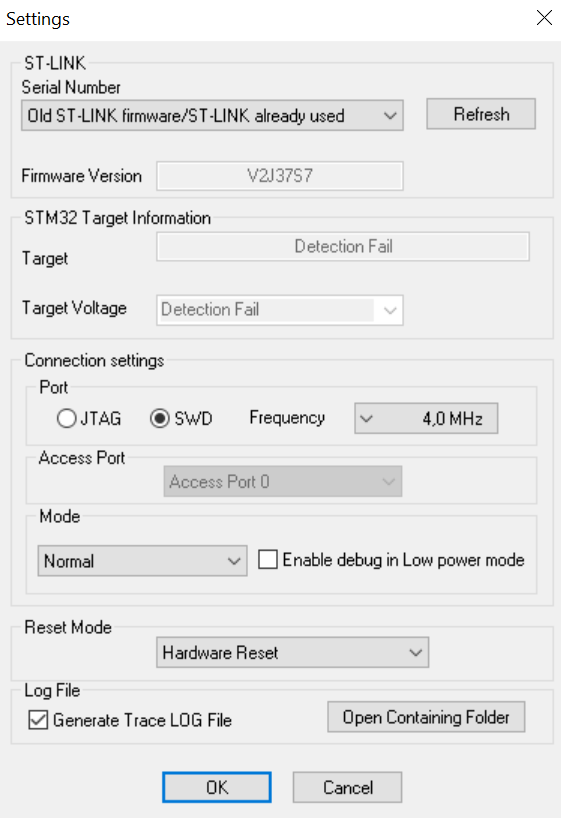 Settings
ST-LINK
Serial Number
Old ST-LINK firmware/ST-LINK already used
Refresh
Firmware Version
V2J37S7
STM32 Target Information
Target
Detection Fail
Target Voltage
Detection Fail
Connection settings
Port
JTAG
SWD
Frequency
4,0 MHz
Access Port
Access Port 0
Mode
Normal
Enable debug in Low power mode
Reset Mode
Hardware Reset
Log File
Generate Trace LOG File
Open Containing Folder
OK
Cancel